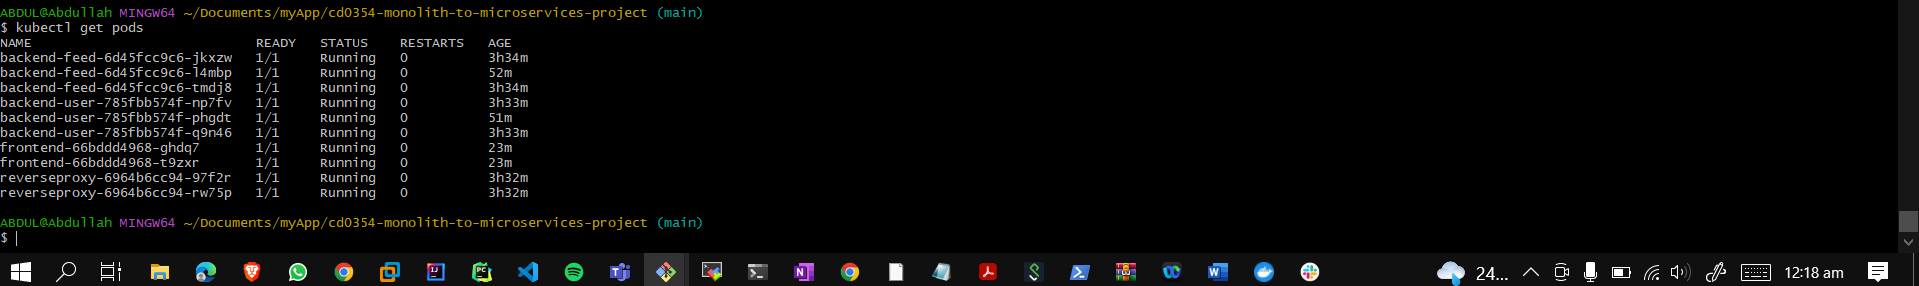 ABDUL@Abdullah MINGW64 ~/Documents/myApp/cd0354-monolith-to-microservices-project (main)
$ kubectl get pods
NAME READY STATUS RESTARTS AGE
backend-feed-6d45fcc9c6-jkxzw 1/1 Running 0 3h34m
backend-feed-6d45fcc9c6-l4mbp 1/1 Running 0 52m
backend-feed-6d45fcc9c6-tmdj8 1/1 Running 0 3h34m
backend-user-785fbb574f-np7fv 1/1 Running 0 3h33m
backend-user-785fbb574f-phgdt 1/1 Running 0 51m
backend-user-785fbb574f-q9n46 1/1 Running 0 3h33m
frontend-66bddd4968-ghdq7 1/1 Running 0 23m
frontend-66bddd4968-t9zxr 1/1 Running 0 23m
reverseproxy-6964b6cc94-97f2r 1/1 Running 0 3h32m
reverseproxy-6964b6cc94-rw75p 1/1 Running 0 3h32m
ABDUL@Abdullah MINGW64 ~/Documents/myApp/cd0354-monolith-to-microservices-project (main)
$
24... 12:18 am